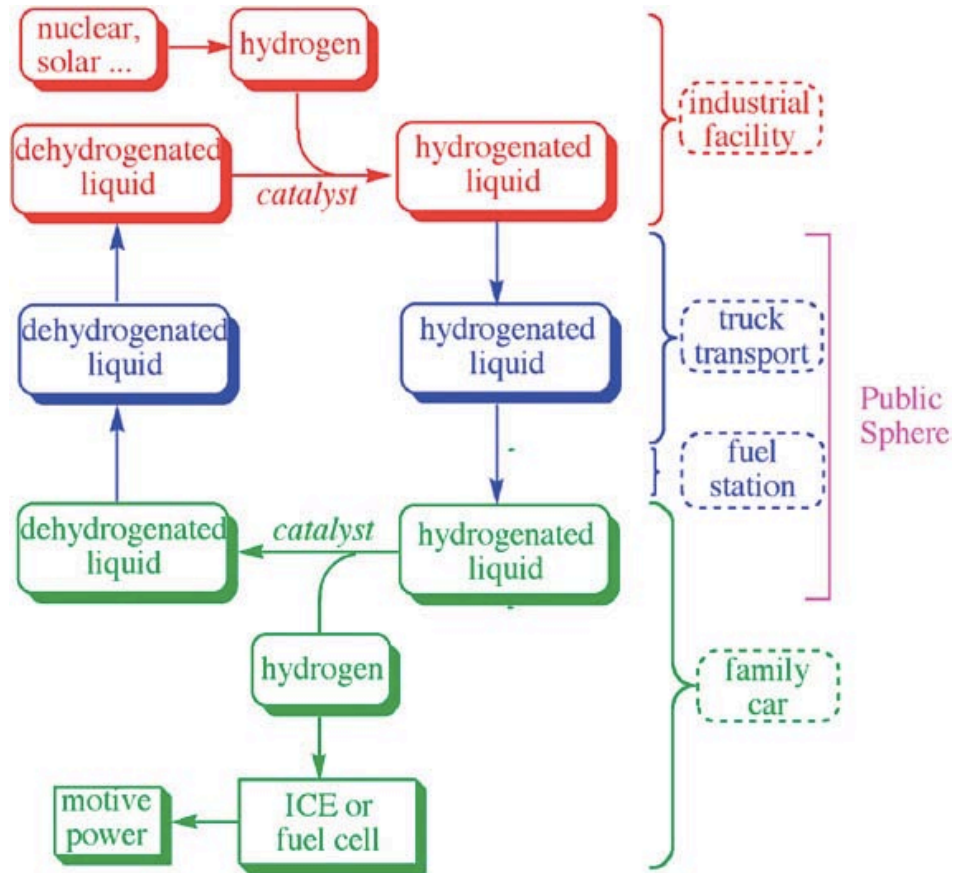 nuclear,
solar ...
hydrogen
industrial
facility
dehydrogenated
liquid
catalyst
hydrogenated
liquid
dehydrogenated
liquid
hydrogenated
liquid
truck
transport
Public
Sphere
fuel
station
dehydrogenated
liquid
catalyst
hydrogenated
liquid
hydrogen
family
car
motive
power
ICE or
fuel cell